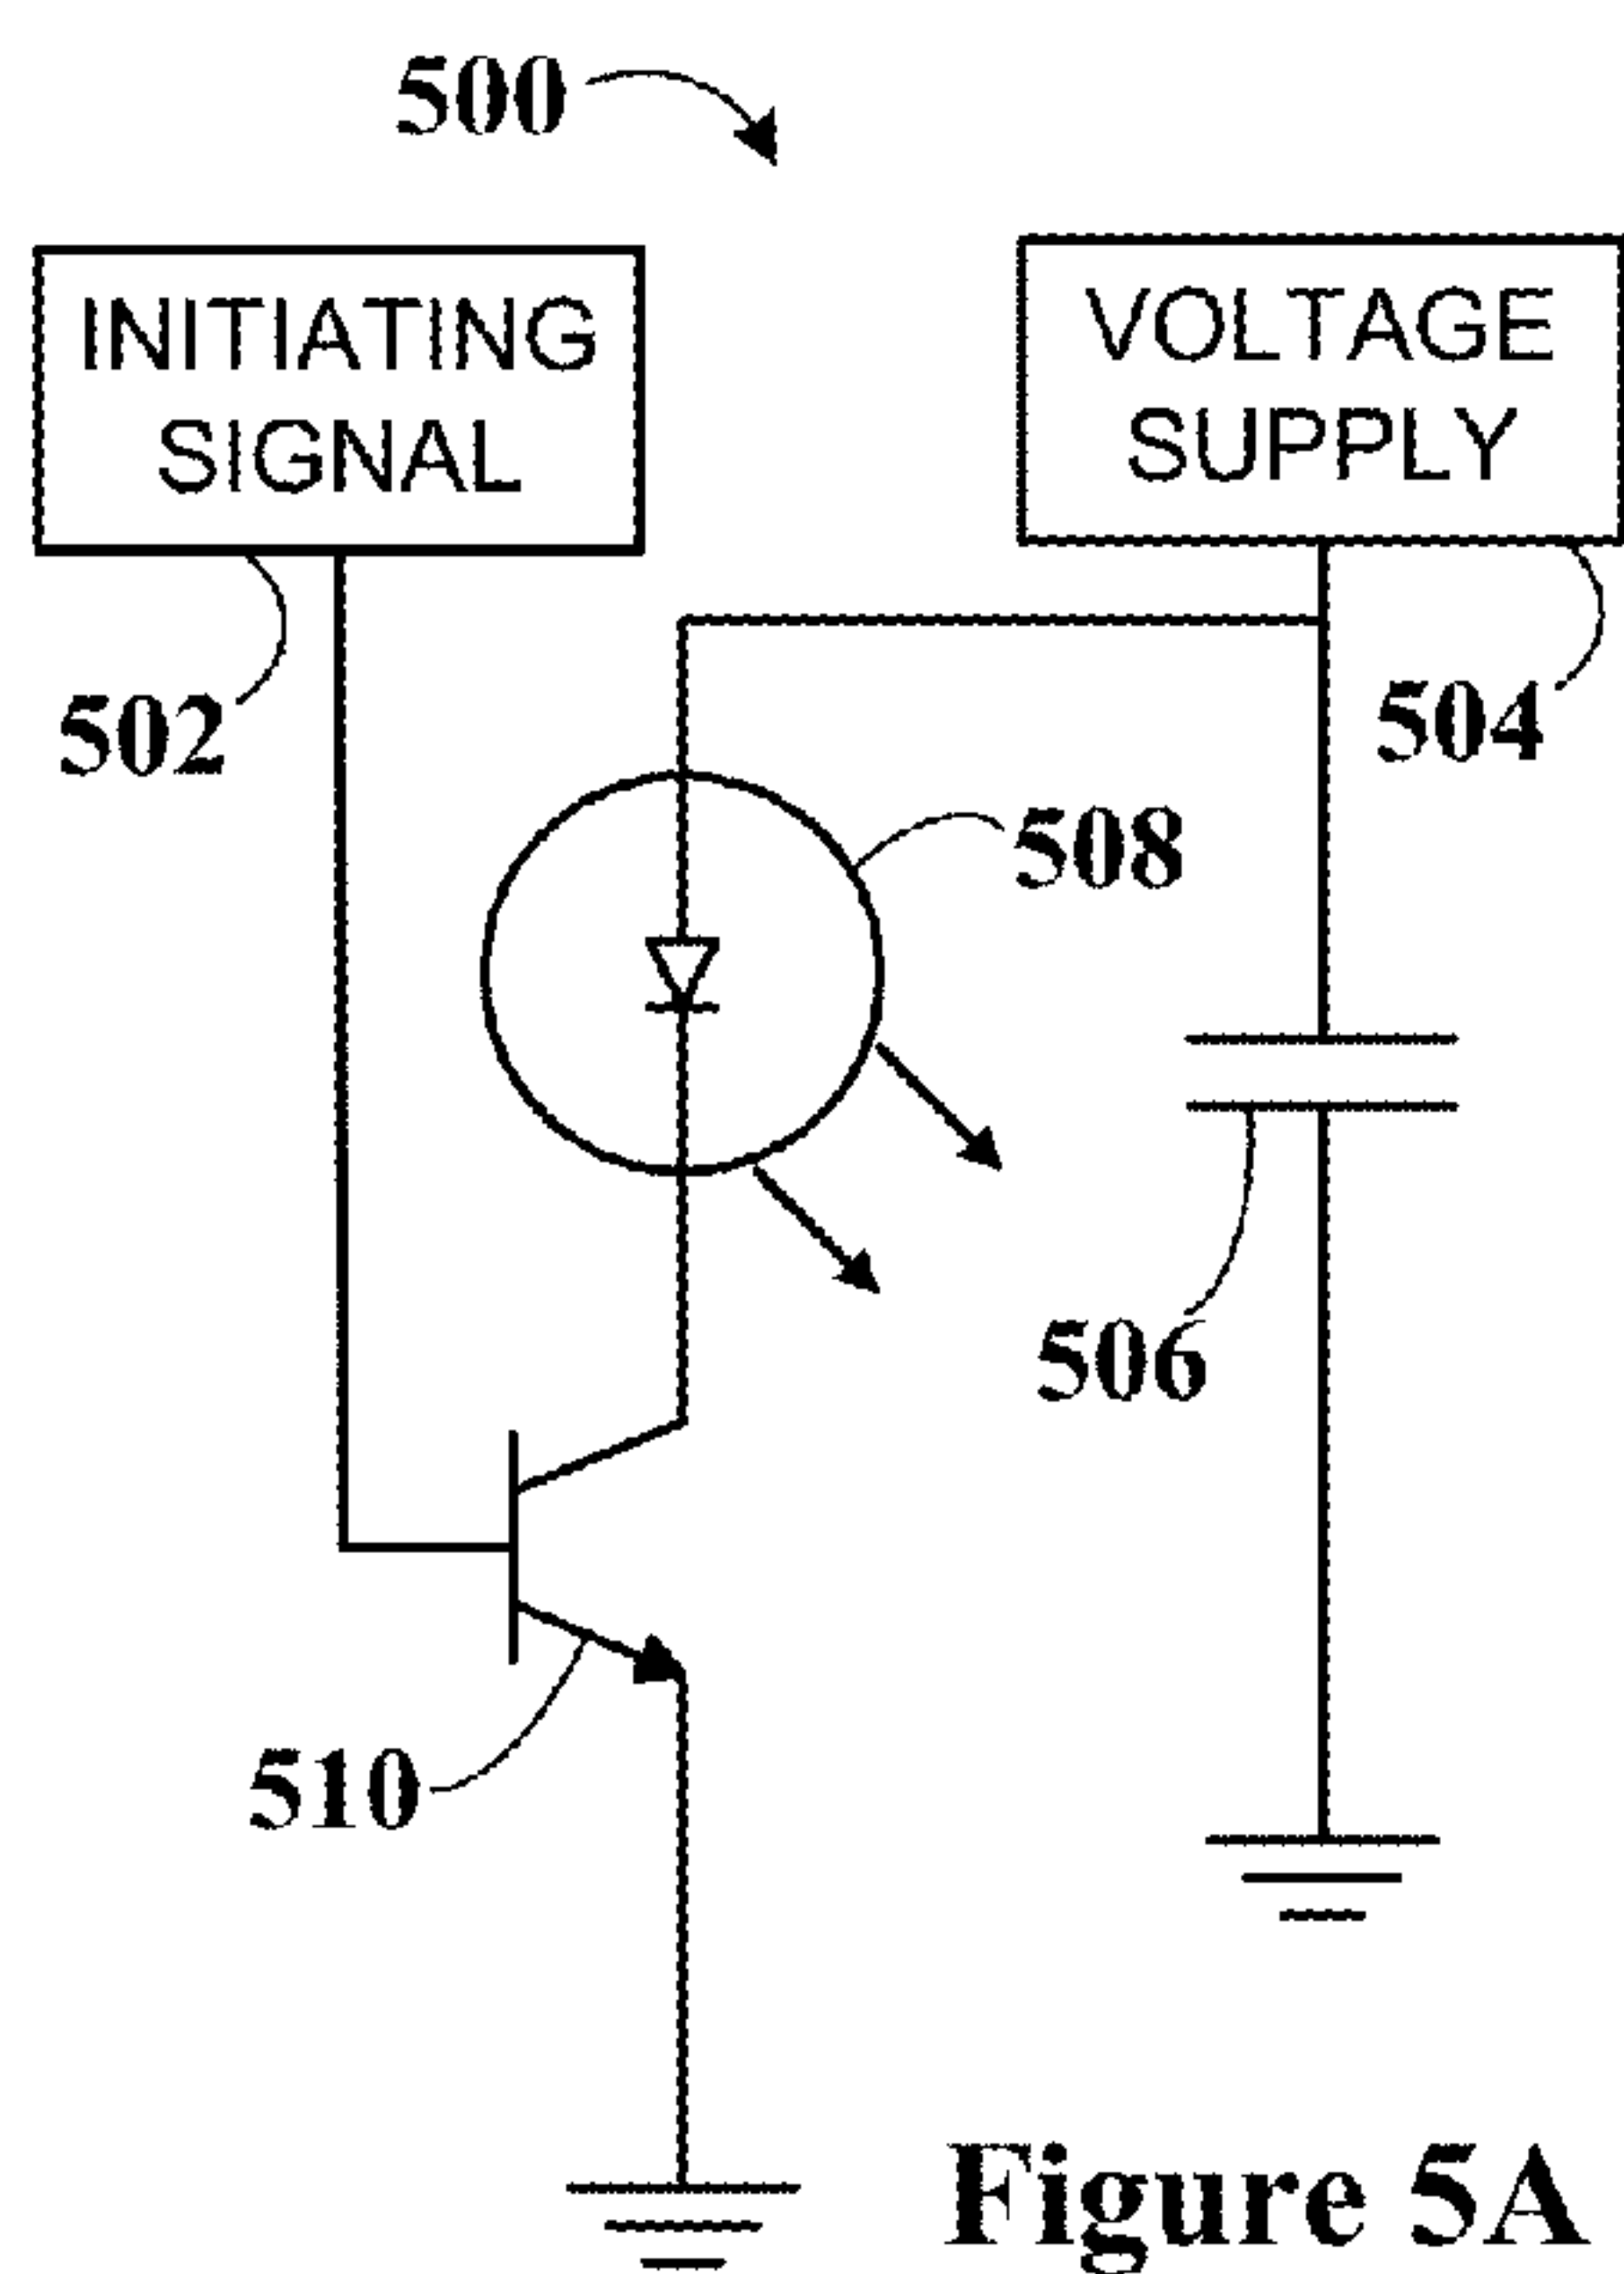 500
INITIATING
SIGNAL
VOLTAGE
SUPPLY
502
504
508
506
510
Figure 5A